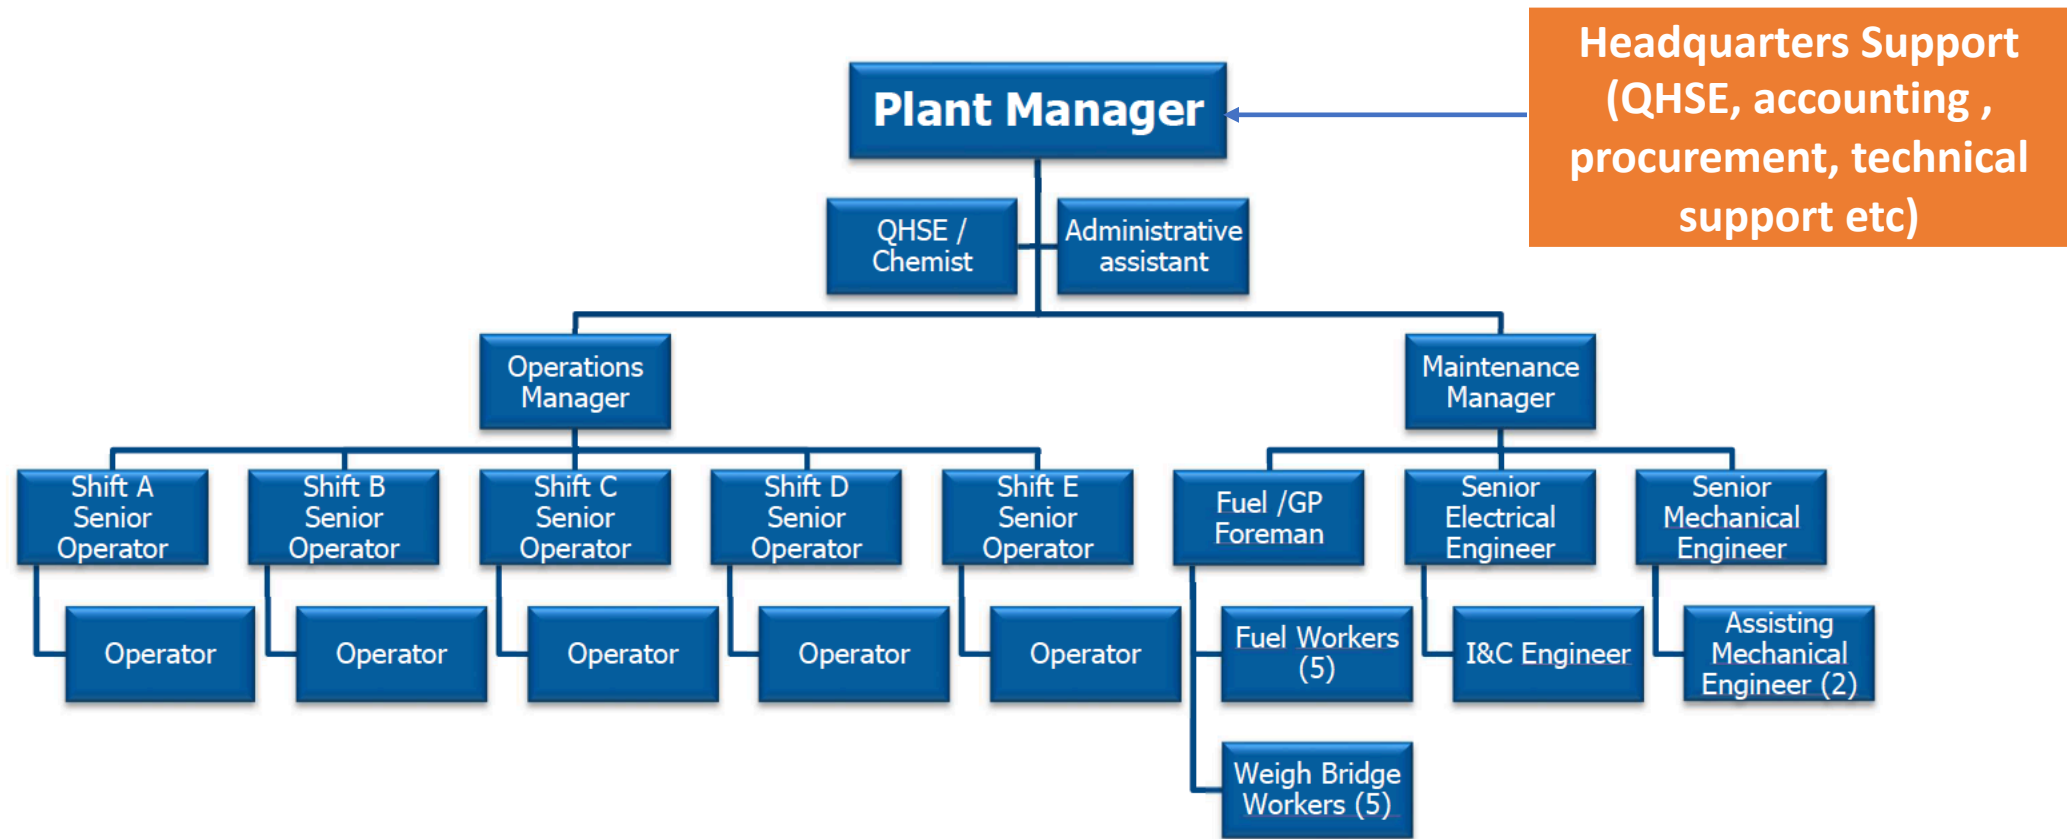 Headquarters Support
(QHSE, accounting ,
procurement, technical
support etc)
Plant Manager
QHSE /
Chemist
Administrative
assistant
Operations
Manager
Maintenance
Manager
Shift A
Senior
Operator
Shift B
Senior
Operator
Shift C
Senior
Operator
Shift D
Senior
Operator
Shift E
Senior
Operator
Fuel /GP
Foreman
Senior
Electrical
Engineer
Senior
Mechanical
Engineer
Operator
Operator
Operator
Operator
Operator
Fuel Workers
(5)
I&C Engineer
Assisting
Mechanical
Engineer (2)
Weigh Bridge
Workers (5)